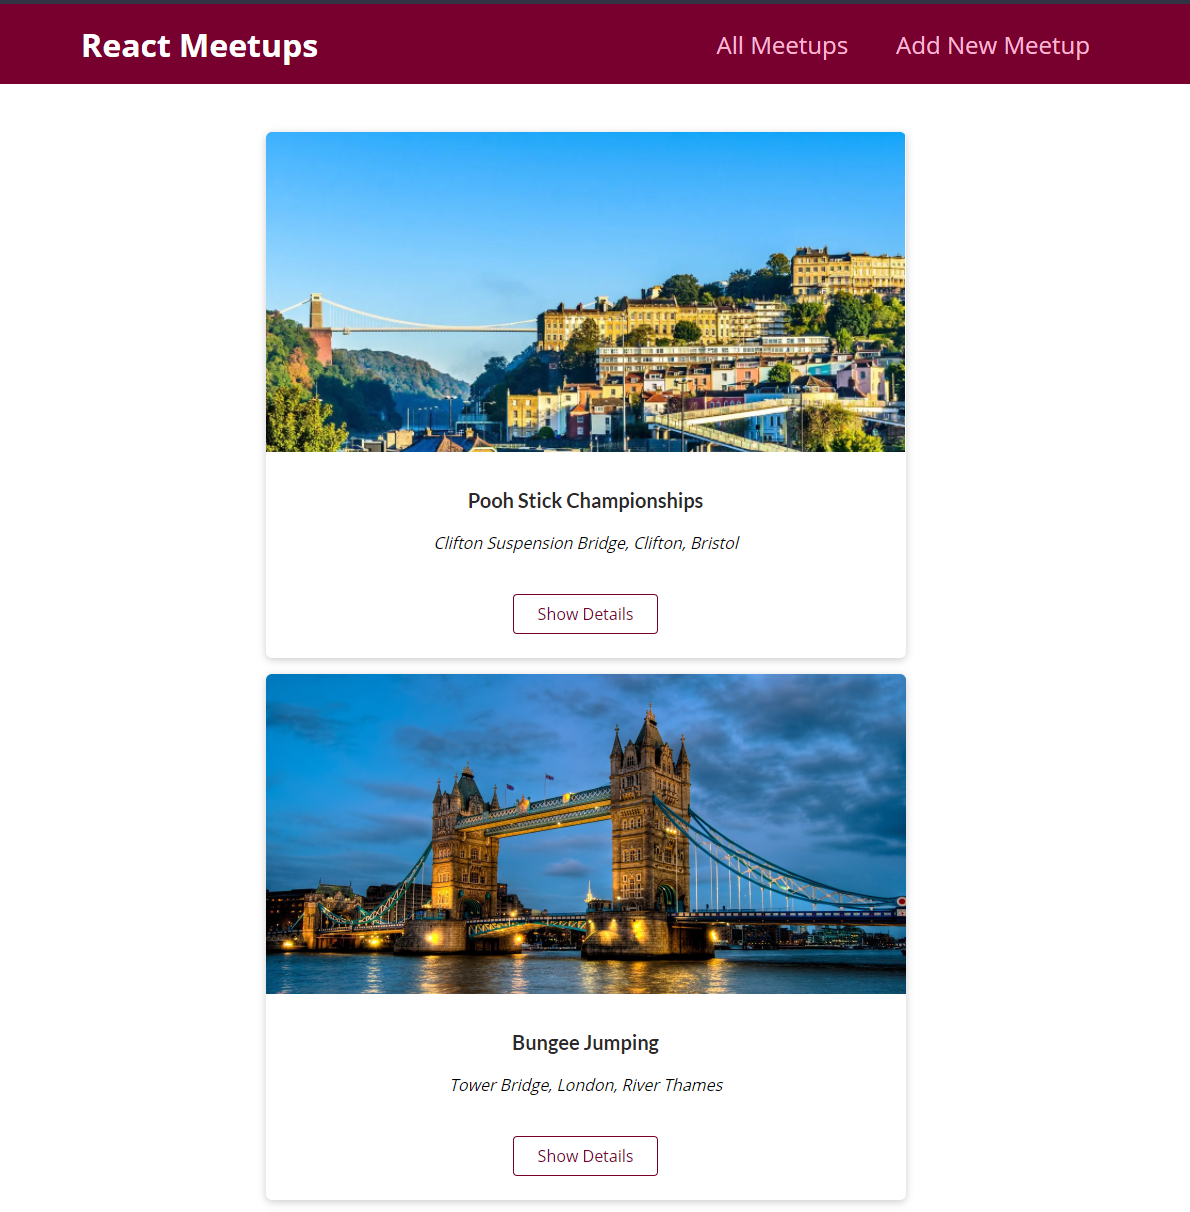 React Meetups
All Meetups
Add New Meetup
Pooh Stick Championships
Clifton Suspension Bridge, Clifton, Bristol
Show Details
Bungee Jumping
Tower Bridge, London, River Thames
Show Details